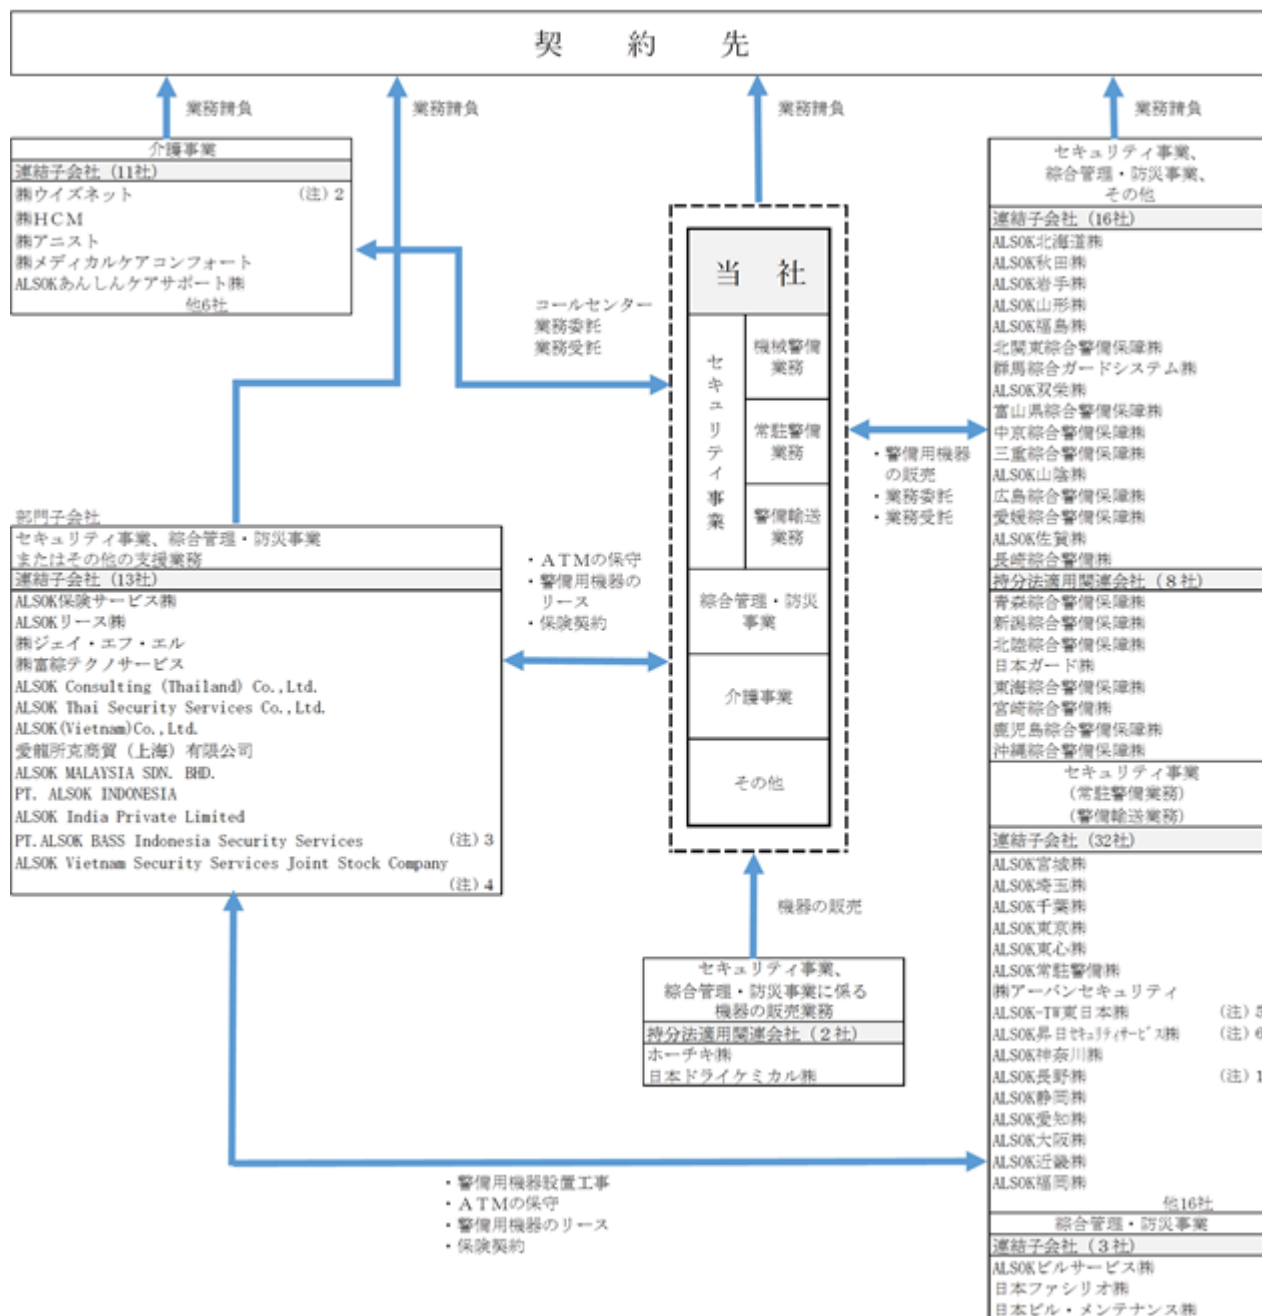 契約先
業務請負
業務請負
業務請負
業務請負
介護事業
連結子会社 (11社)
㈱ウイズネット (注) 2
㈱HCM
㈱アニスト
㈱メディカルケアコンフォート
ALSOKあんしんケアサポート㈱
他6社
コールセンター
業務委託
業務受託
部門子会社
セキュリティ事業、綜合管理・防災事業
またはその他の支援業務
連結子会社 (13社)
ALSOK保険サービス㈱
ALSOKリース㈱
㈱ジェイ・エフ・エル
㈱富綜テクノサービス
ALSOK Consulting (Thailand) Co.,Ltd.
ALSOK Thai Security Services Co.,Ltd.
ALSOK(Vietnam)Co.,Ltd.
愛龍所克商貿（上海）有限公司
ALSOK MALAYSIA SDN. BHD.
PT. ALSOK INDONESIA
ALSOK India Private Limited
PT.ALSOK BASS Indonesia Security Services (注) 3
ALSOK Vietnam Security Services Joint Stock Company
(注) 4
・ATMの保守
・警備用機器の
リース
・保険契約
当社
セキュリティ事業
機械警備
業務
常駐警備
業務
警備輸送
業務
綜合管理・防災
事業
介護事業
その他
機器の販売
セキュリティ事業、
綜合管理・防災事業に係る
機器の販売業務
持分法適用関連会社 (２社)
ホーチキ㈱
日本ドライケミカル㈱
・警備用機器
の販売
・業務委託
・業務受託
・警備用機器設置工事
・ATMの保守
・警備用機器のリース
・保険契約
セキュリティ事業、
綜合管理・防災事業、
その他
連結子会社 (16社)
ALSOK北海道㈱
ALSOK秋田㈱
ALSOK岩手㈱
ALSOK山形㈱
ALSOK福島㈱
北関東綜合警備保障㈱
群馬綜合ガードシステム㈱
ALSOK双栄㈱
富山県綜合警備保障㈱
中京綜合警備保障㈱
三重綜合警備保障㈱
ALSOK山陰㈱
広島綜合警備保障㈱
愛媛綜合警備保障㈱
ALSOK佐賀㈱
長崎綜合警備㈱
持分法適用関連会社 (８社)
青森綜合警備保障㈱
新潟綜合警備保障㈱
北陸綜合警備保障㈱
日本ガード㈱
東海綜合警備保障㈱
宮崎綜合警備㈱
鹿児島綜合警備保障㈱
沖縄綜合警備保障㈱
セキュリティ事業
(常駐警備業務)
(警備輸送業務)
連結子会社 (32社)
ALSOK宮城㈱
ALSOK埼玉㈱
ALSOK千葉㈱
ALSOK東京㈱
ALSOK東心㈱
ALSOK常駐警備㈱
㈱アーバンセキュリティ
ALSOK-TW東日本㈱ (注) 5
ALSOK昇日ｾｷｭﾘﾃｨｻｰﾋﾞｽ㈱ (注) 6
ALSOK神奈川㈱
ALSOK長野㈱ (注) 1
ALSOK静岡㈱
ALSOK愛知㈱
ALSOK大阪㈱
ALSOK近畿㈱
ALSOK福岡㈱
他16社
綜合管理・防災事業
連結子会社 (３社)
ALSOKビルサービス㈱
日本ファシリオ㈱
日本ビル・メンテナンス㈱